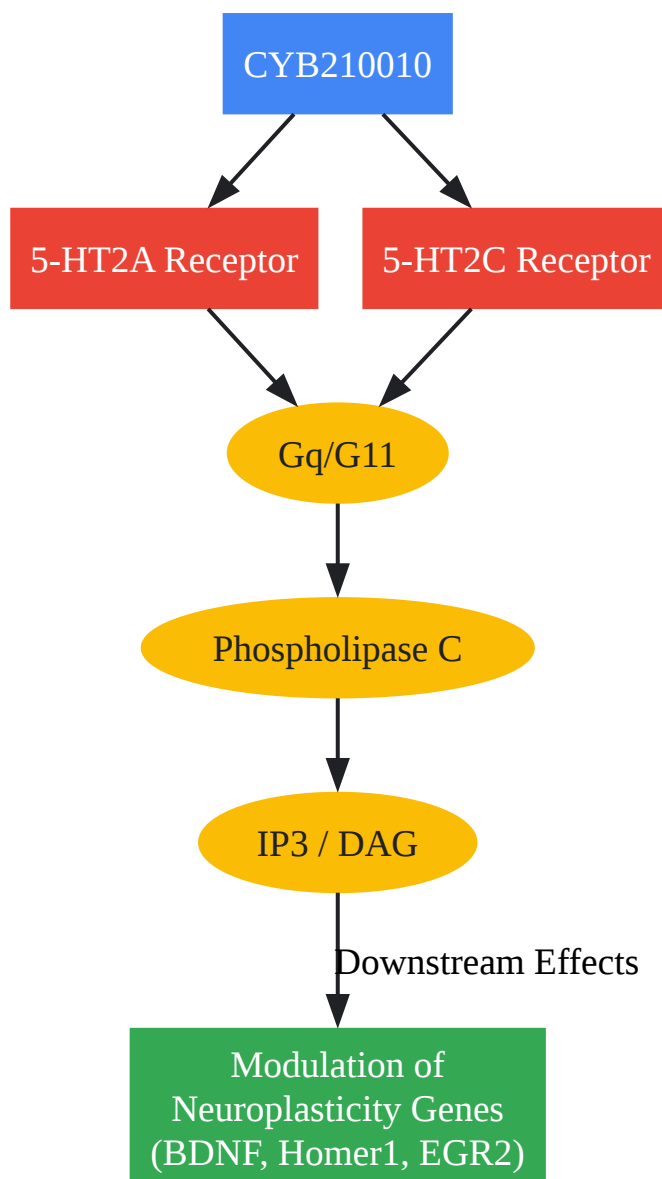 CYB210010
5-HT2A Receptor
5-HT2C Receptor
Gq/G11
Phospholipase C
IP3 / DAG
Downstream Effects
Modulation of
Neuroplasticity Genes
(BDNF, Homer1, EGR2)